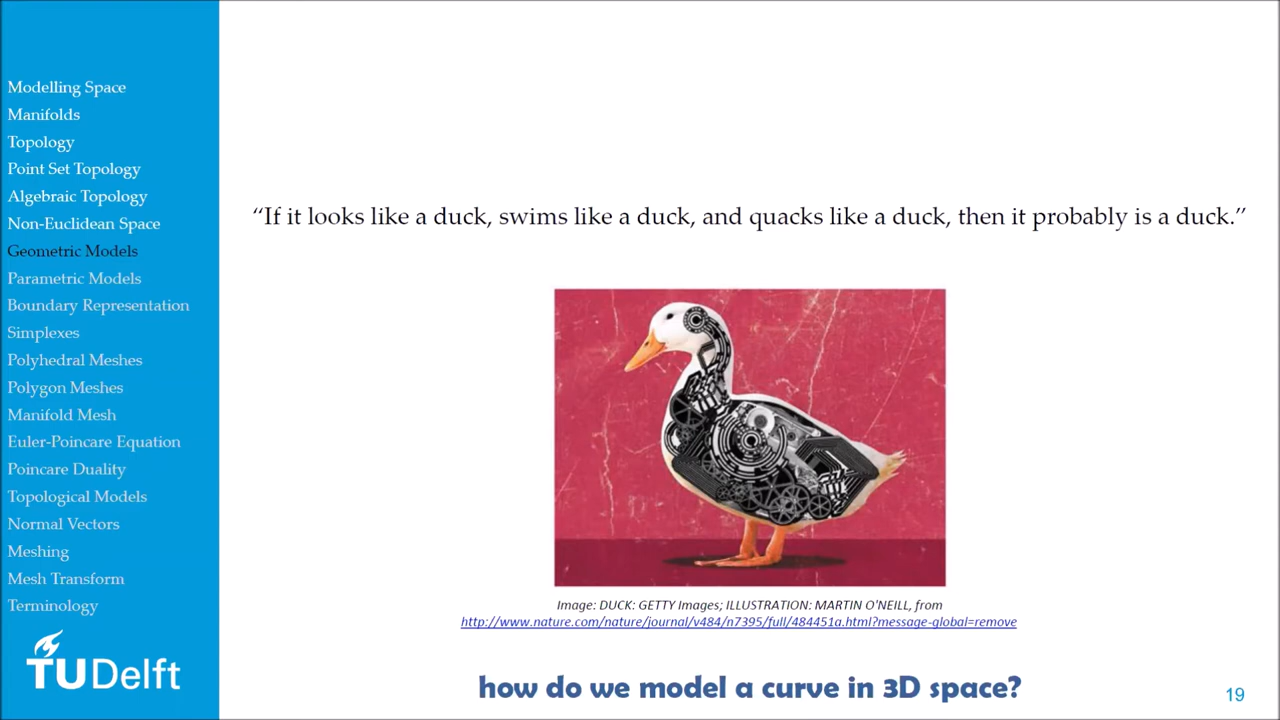 Modelling Space
Manifolds
Topology
Point Set Topology
Algebraic Topology
Non-Euclidean Space
Geometric Models
Parametric Models
Boundary Representation
Simplexes
Polyhedral Meshes
Polygon Meshes
Manifold Mesh
Euler-Poincare Equation
Poincare Duality
Topological Models
Normal Vectors
Meshing
Mesh Transform
Terminology
TUDelft
“If it looks like a duck, swims like a duck, and quacks like a duck, then it probably is a duck.”
Image: DUCK: GETTY Images; ILLUSTRATION: MARTIN O'NEILL, from
http://www.nature.com/nature/journal/v484/n7395/full/484451a.html?message-global=remove
how do we model a curve in 3D space?
19